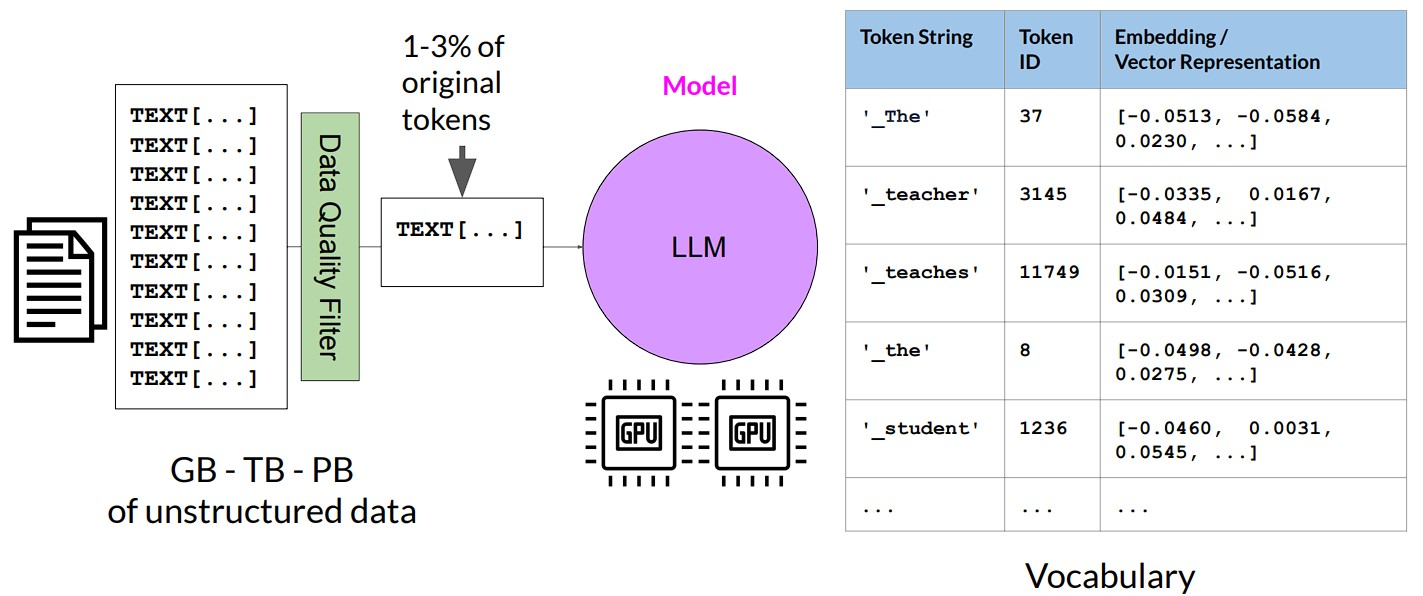 TEXT[...]
TEXT[...]
TEXT[...]
TEXT[...]
TEXT[...]
TEXT[...]
TEXT[...]
TEXT[...]
TEXT[...]
TEXT[...]
GB - TB - PB
of unstructured data
Data Quality Filter
1-3% of
original
tokens
TEXT[...]
Model
LLM
GPU
GPU
Token String
Token
ID
Embedding /
Vector Representation
'_The'
37
[-0.0513, -0.0584,
0.0230, ...]
'_teacher'
3145
[-0.0335, 0.0167,
0.0484, ...]
'_teaches'
11749
[-0.0151, -0.0516,
0.0309, ...]
'_the'
8
[-0.0498, -0.0428,
0.0275, ...]
'_student'
1236
[-0.0460, 0.0031,
0.0545, ...]
...
...
...
Vocabulary